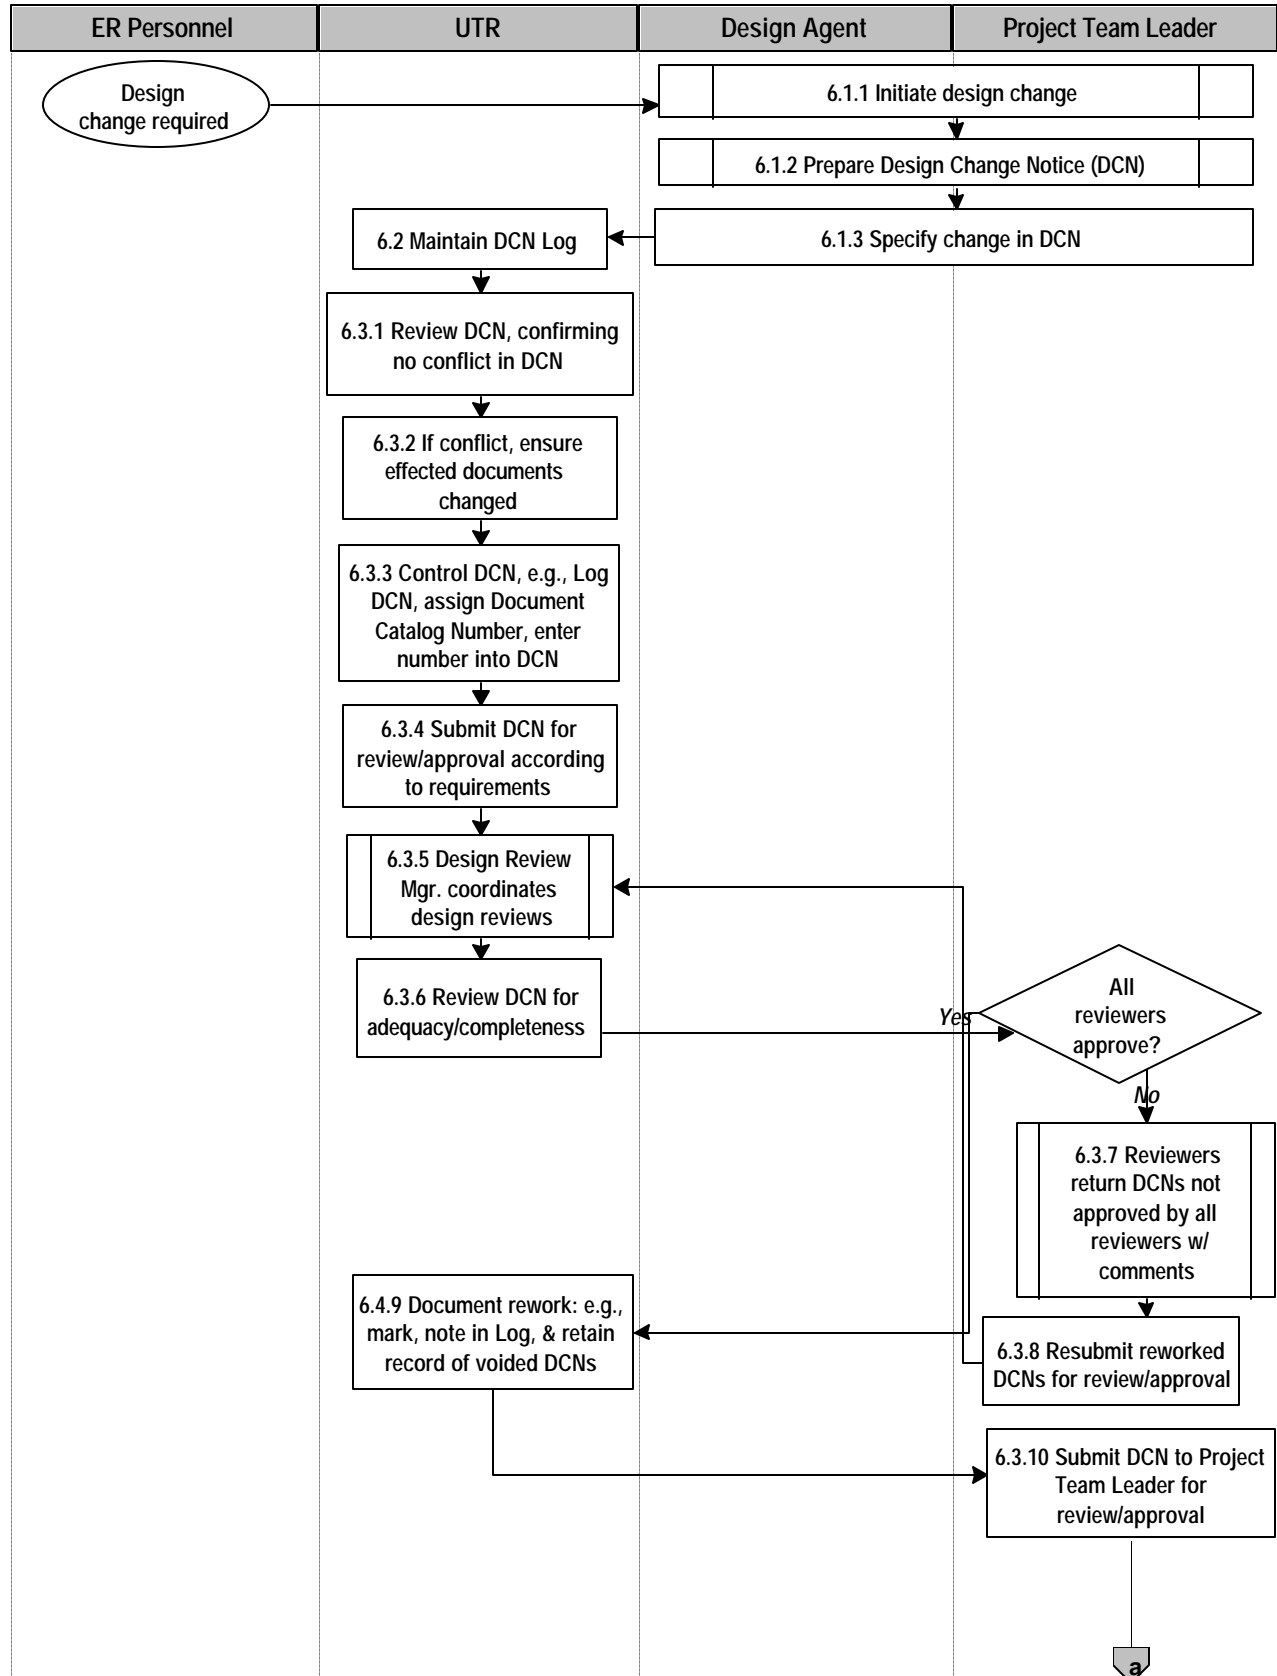 ER Personnel
UTR
Design Agent
Project Team Leader
Design
change required
6.1.1 Initiate design change
6.1.2 Prepare Design Change Notice (DCN)
6.1.3 Specify change in DCN
6.2 Maintain DCN Log
6.3.1 Review DCN, confirming
no conflict in DCN
6.3.2 If conflict, ensure
effected documents
changed
6.3.3 Control DCN, e.g., Log
DCN, assign Document
Catalog Number, enter
number into DCN
6.3.4 Submit DCN for
review/approval according
to requirements
6.3.5 Design Review
Mgr. coordinates
design reviews
6.3.6 Review DCN for
adequacy/completeness
All
reviewers
approve?
Yes
No
6.3.7 Reviewers
return DCNs not
approved by all
reviewers w/
comments
6.4.9 Document rework: e.g.,
mark, note in Log, & retain
record of voided DCNs
6.3.8 Resubmit reworked
DCNs for review/approval
6.3.10 Submit DCN to Project
Team Leader for
review/approval
a